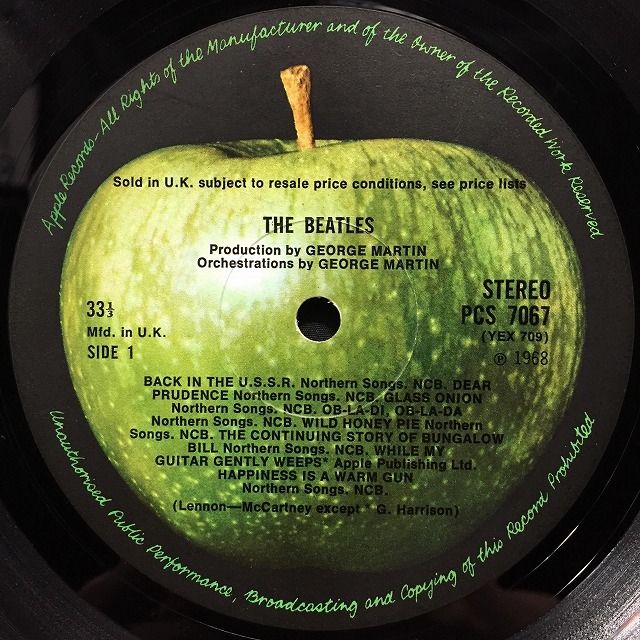 Apple Records—All Rights of the Manufacturer and of the Owner of the Recorded Work Reserved
Sold in U.K. subject to resale price conditions, see price lists
THE BEATLES
Production by GEORGE MARTIN
Orchestrations by GEORGE MARTIN
33⅓
Mfd. in U.K.
SIDE 1
STEREO
PCS 7067
(YEX 709)
℗ 1968
BACK IN THE U.S.S.R. Northern Songs. NCB. DEAR
PRUDENCE Northern Songs. NCB. GLASS ONION
Northern Songs. NCB. OB-LA-DI, OB-LA-DA
Northern Songs. NCB. WILD HONEY PIE Northern
Songs. NCB. THE CONTINUING STORY OF BUNGALOW
BILL Northern Songs. NCB. WHILE MY
GUITAR GENTLY WEEPS* Apple Publishing Ltd.
HAPPINESS IS A WARM GUN
Northern Songs. NCB.
(Lennon—McCartney except * G. Harrison)
Unauthorised Public Performance, Broadcasting and Copying of this Record Prohibited